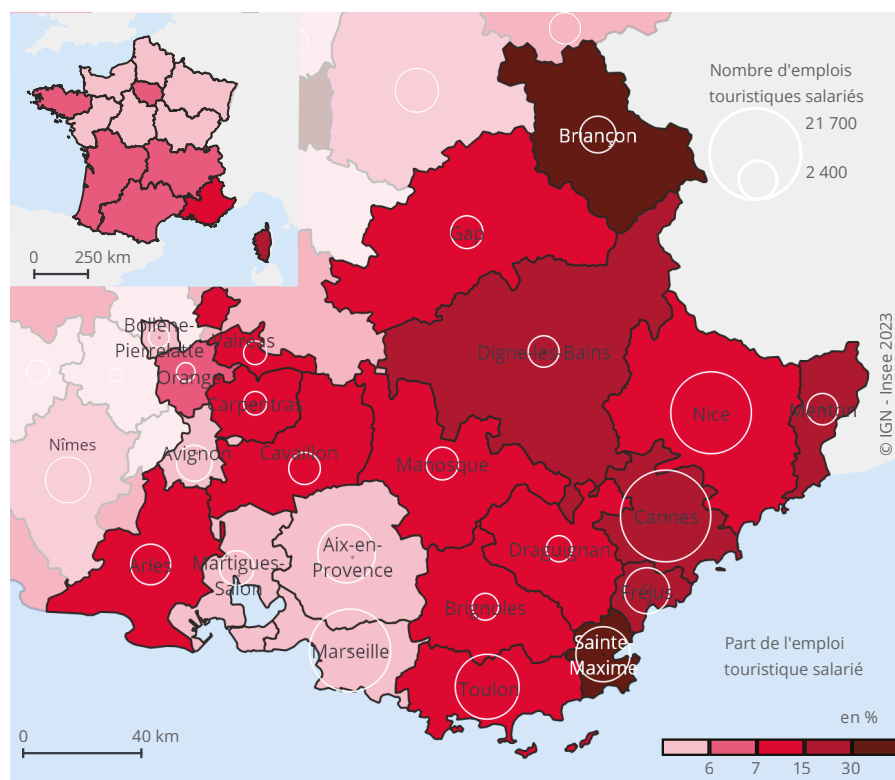 Nombre d'emplois
touristiques salariés
21 700
2 400
0 250 km
Briançon
Gap
Bollène-
Pierrelatte
Valréas
Orange
Digne-les-Bains
Carpentras
Nice
Menton
Nîmes
Avignon
Cavaillon
Manosque
Cannes
Arles
Martigues-
Salon
Aix-en-
Provence
Draguignan
Fréjus
Brignoles
Marseille
Sainte
Maxime
Toulon
Part de l'emploi
touristique salarié
0 40 km
en %
6 7 15 30
© IGN - Insee 2023